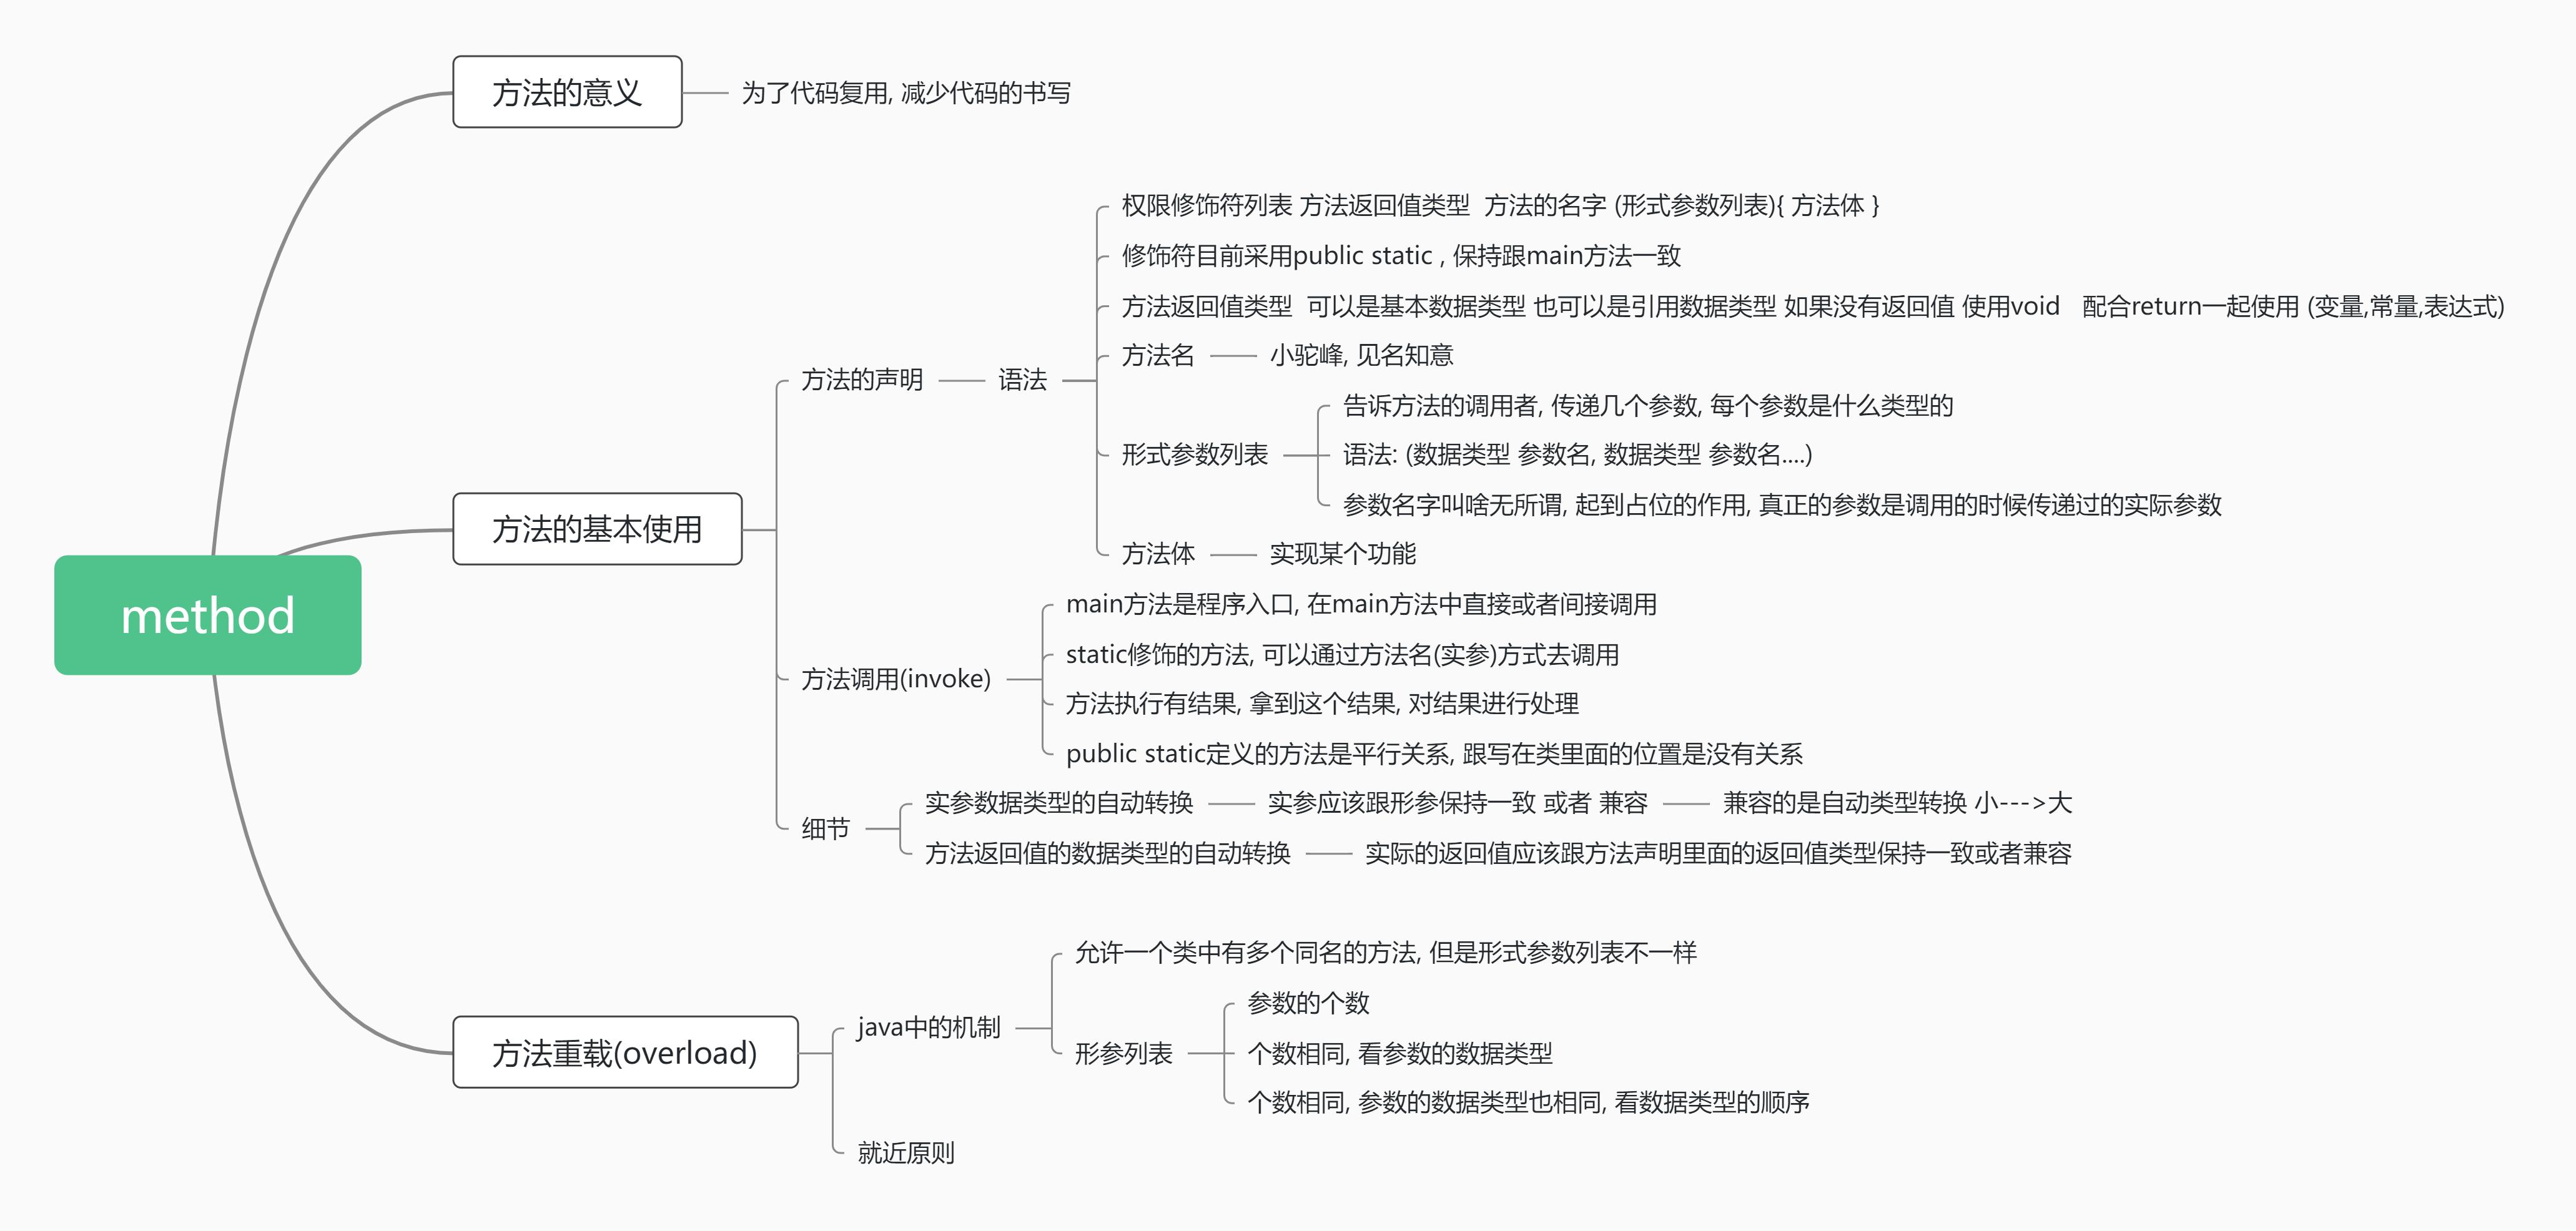 method
方法的意义
为了代码复用, 减少代码的书写
方法的基本使用
方法的声明
语法
权限修饰符列表 方法返回值类型  方法的名字 (形式参数列表){ 方法体 }
修饰符目前采用public static , 保持跟main方法一致
方法返回值类型  可以是基本数据类型 也可以是引用数据类型 如果没有返回值 使用void   配合return一起使用 (变量,常量,表达式)
方法名
小驼峰, 见名知意
形式参数列表
告诉方法的调用者, 传递几个参数, 每个参数是什么类型的
语法: (数据类型 参数名, 数据类型 参数名....)
参数名字叫啥无所谓, 起到占位的作用, 真正的参数是调用的时候传递过的实际参数
方法体
实现某个功能
方法调用(invoke)
main方法是程序入口, 在main方法中直接或者间接调用
static修饰的方法, 可以通过方法名(实参)方式去调用
方法执行有结果, 拿到这个结果, 对结果进行处理
public static定义的方法是平行关系, 跟写在类里面的位置是没有关系
细节
实参数据类型的自动转换
实参应该跟形参保持一致 或者 兼容
兼容的是自动类型转换 小--->大
方法返回值的数据类型的自动转换
实际的返回值应该跟方法声明里面的返回值类型保持一致或者兼容
方法重载(overload)
java中的机制
允许一个类中有多个同名的方法, 但是形式参数列表不一样
形参列表
参数的个数
个数相同, 看参数的数据类型
个数相同, 参数的数据类型也相同, 看数据类型的顺序
就近原则